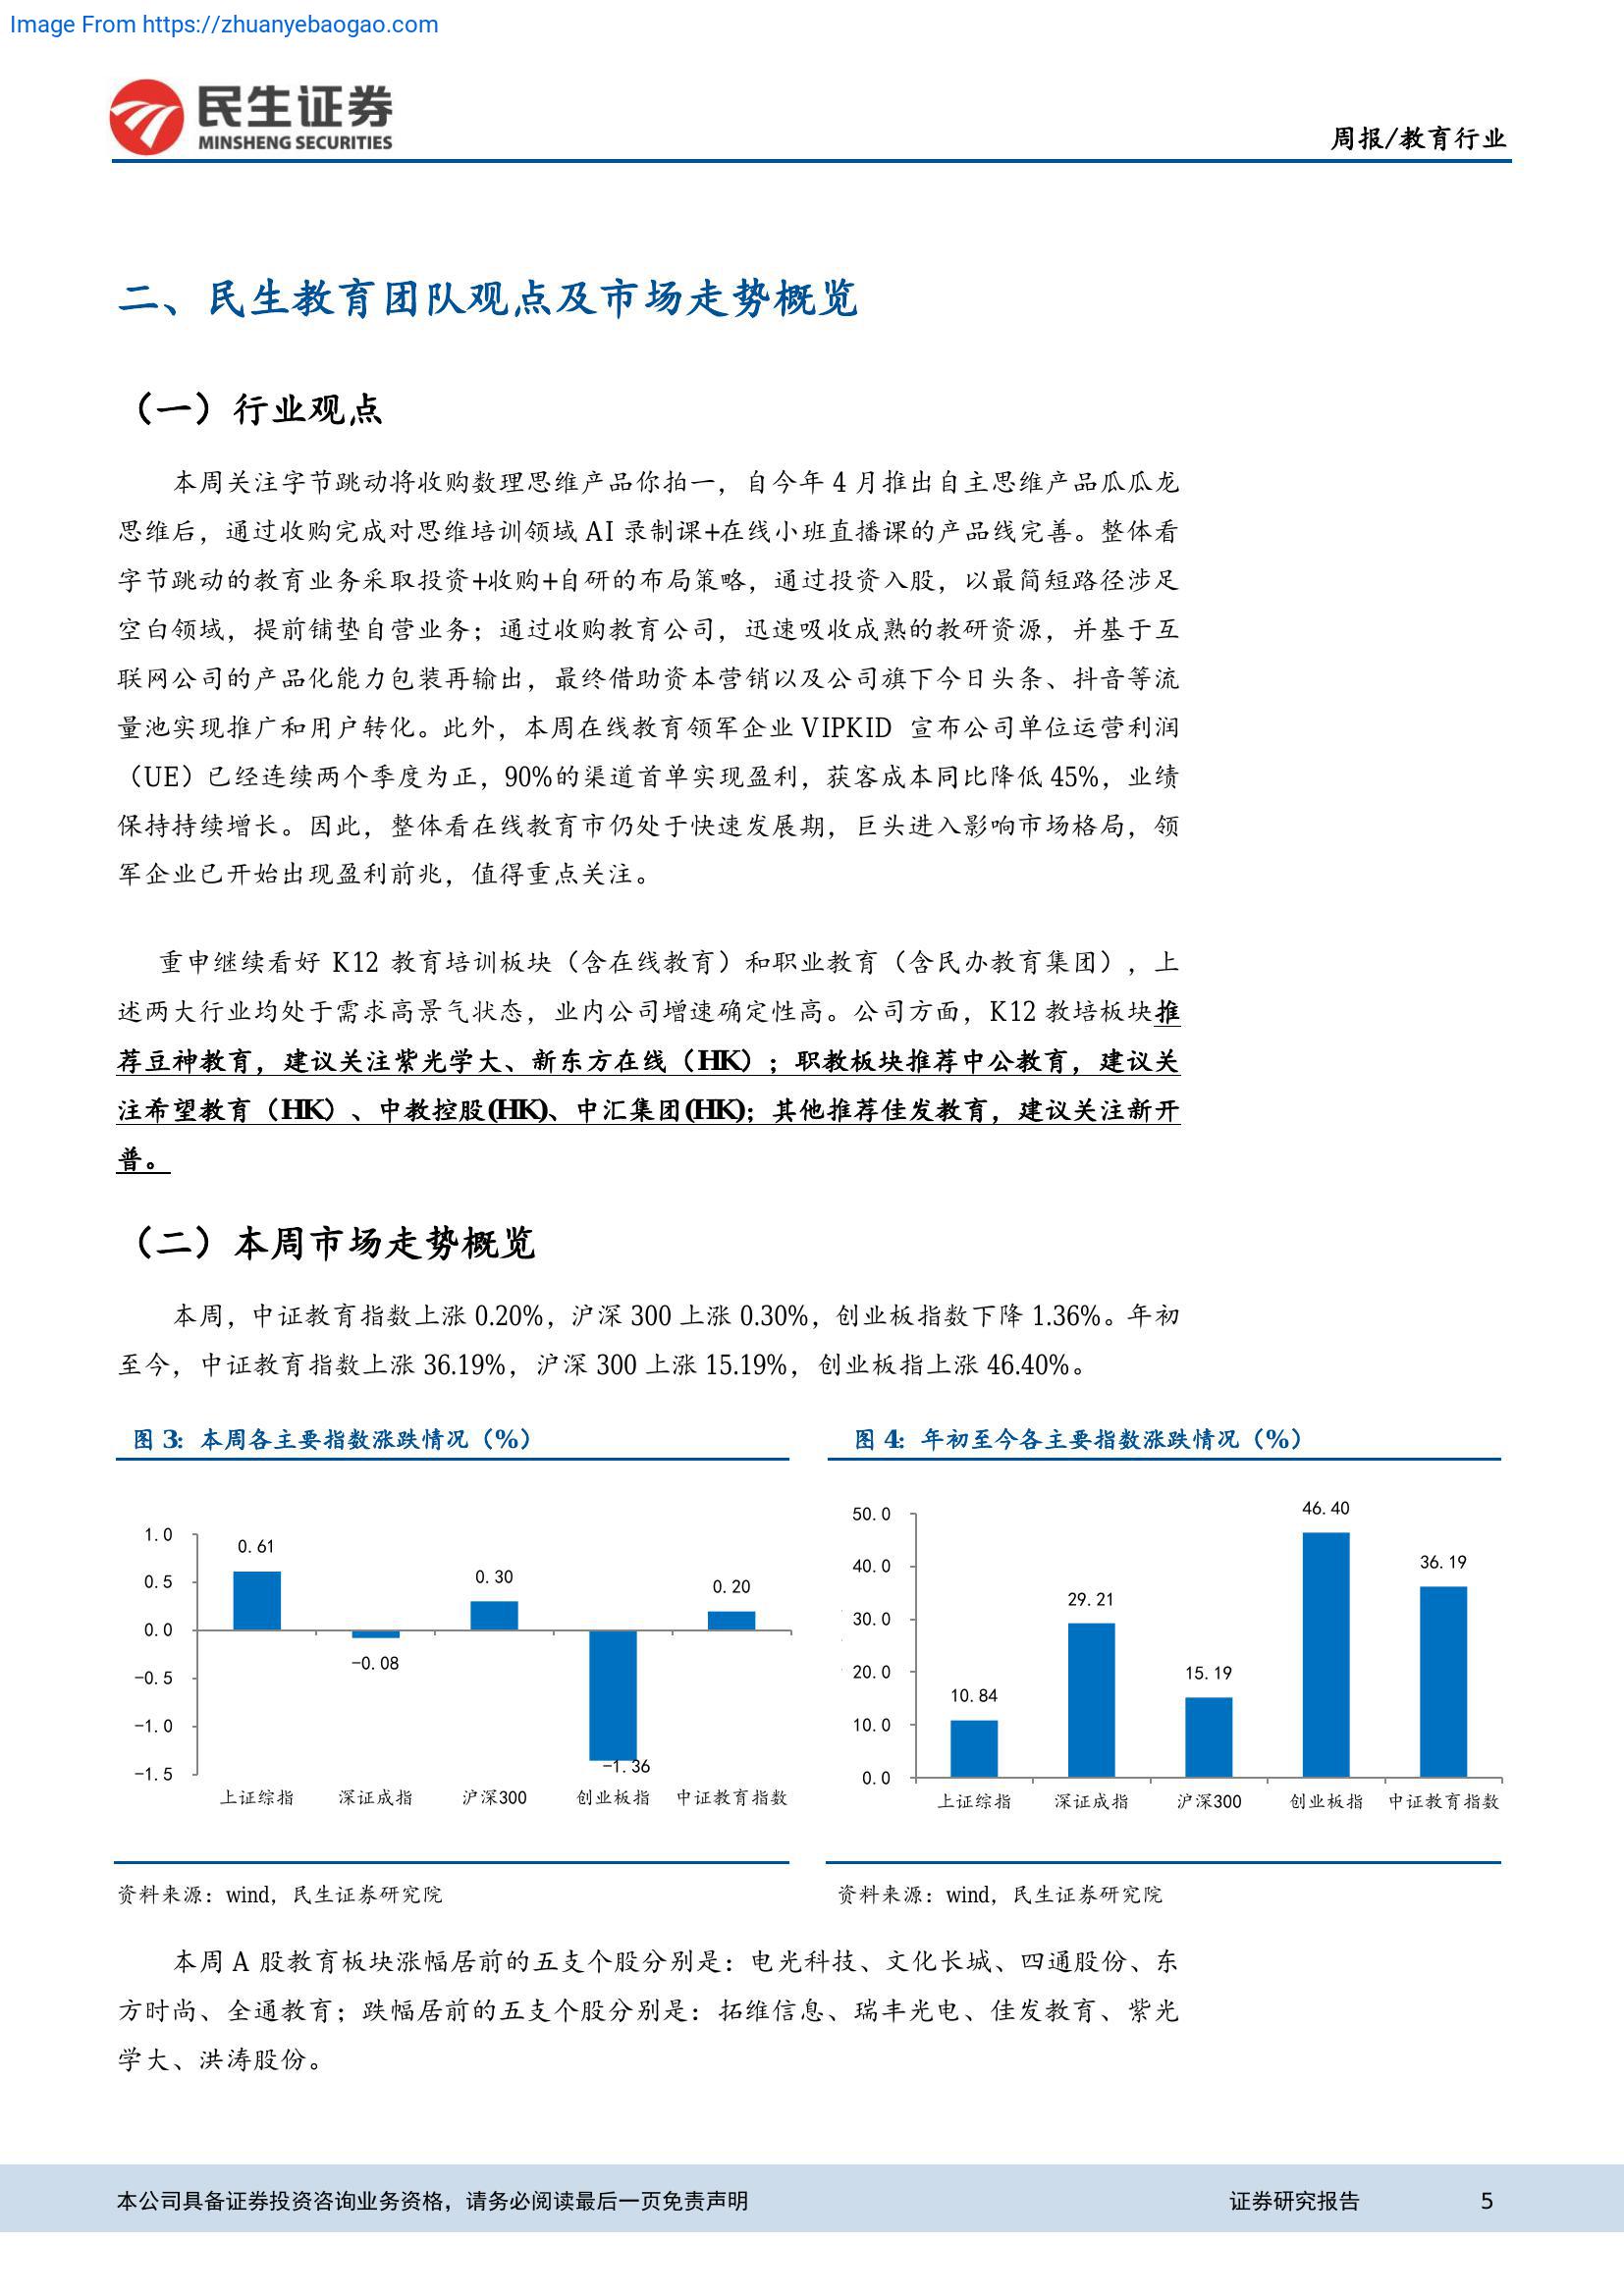 Image From https://zhuanyebaogao.com
民生证券
MINSHENG SECURITIES
周报/教育行业
二、民生教育团队观点及市场走势概览
（一）行业观点
本周关注字节跳动将收购数理思维产品你拍一，自今年 4 月推出自主思维产品瓜瓜龙
思维后，通过收购完成对思维培训领域 AI 录制课+在线小班直播课的产品线完善。整体看
字节跳动的教育业务采取投资+收购+自研的布局策略，通过投资入股，以最简短路径涉足
空白领域，提前铺垫自营业务；通过收购教育公司，迅速吸收成熟的教研资源，并基于互
联网公司的产品化能力包装再输出，最终借助资本营销以及公司旗下今日头条、抖音等流
量池实现推广和用户转化。此外，本周在线教育领军企业 VIPKID 宣布公司单位运营利润
（UE）已经连续两个季度为正，90%的渠道首单实现盈利，获客成本同比降低 45%，业绩
保持持续增长。因此，整体看在线教育市仍处于快速发展期，巨头进入影响市场格局，领
军企业已开始出现盈利前兆，值得重点关注。
重申继续看好 K12 教育培训板块（含在线教育）和职业教育（含民办教育集团），上
述两大行业均处于需求高景气状态，业内公司增速确定性高。公司方面，K12 教培板块推
荐豆神教育，建议关注紫光学大、新东方在线（HK）；职教板块推荐中公教育，建议关
注希望教育（HK）、中教控股(HK)、中汇集团(HK)；其他推荐佳发教育，建议关注新开
普。
（二）本周市场走势概览
本周，中证教育指数上涨 0.20%，沪深 300 上涨 0.30%，创业板指数下降 1.36%。年初
至今，中证教育指数上涨 36.19%，沪深 300 上涨 15.19%，创业板指上涨 46.40%。
图 3：本周各主要指数涨跌情况（%）
1.0
0.5
0.0
-0.5
-1.0
-1.5
0.61
-0.08
0.30
-1.36
0.20
上证综指 深证成指 沪深300 创业板指 中证教育指数
资料来源：wind，民生证券研究院
图 4：年初至今各主要指数涨跌情况（%）
50.0
40.0
30.0
20.0
10.0
0.0
10.84
29.21
15.19
46.40
36.19
上证综指 深证成指 沪深300 创业板指 中证教育指数
资料来源：wind，民生证券研究院
本周 A 股教育板块涨幅居前的五支个股分别是：电光科技、文化长城、四通股份、东
方时尚、全通教育；跌幅居前的五支个股分别是：拓维信息、瑞丰光电、佳发教育、紫光
学大、洪涛股份。
本公司具备证券投资咨询业务资格，请务必阅读最后一页免责声明
证券研究报告
5